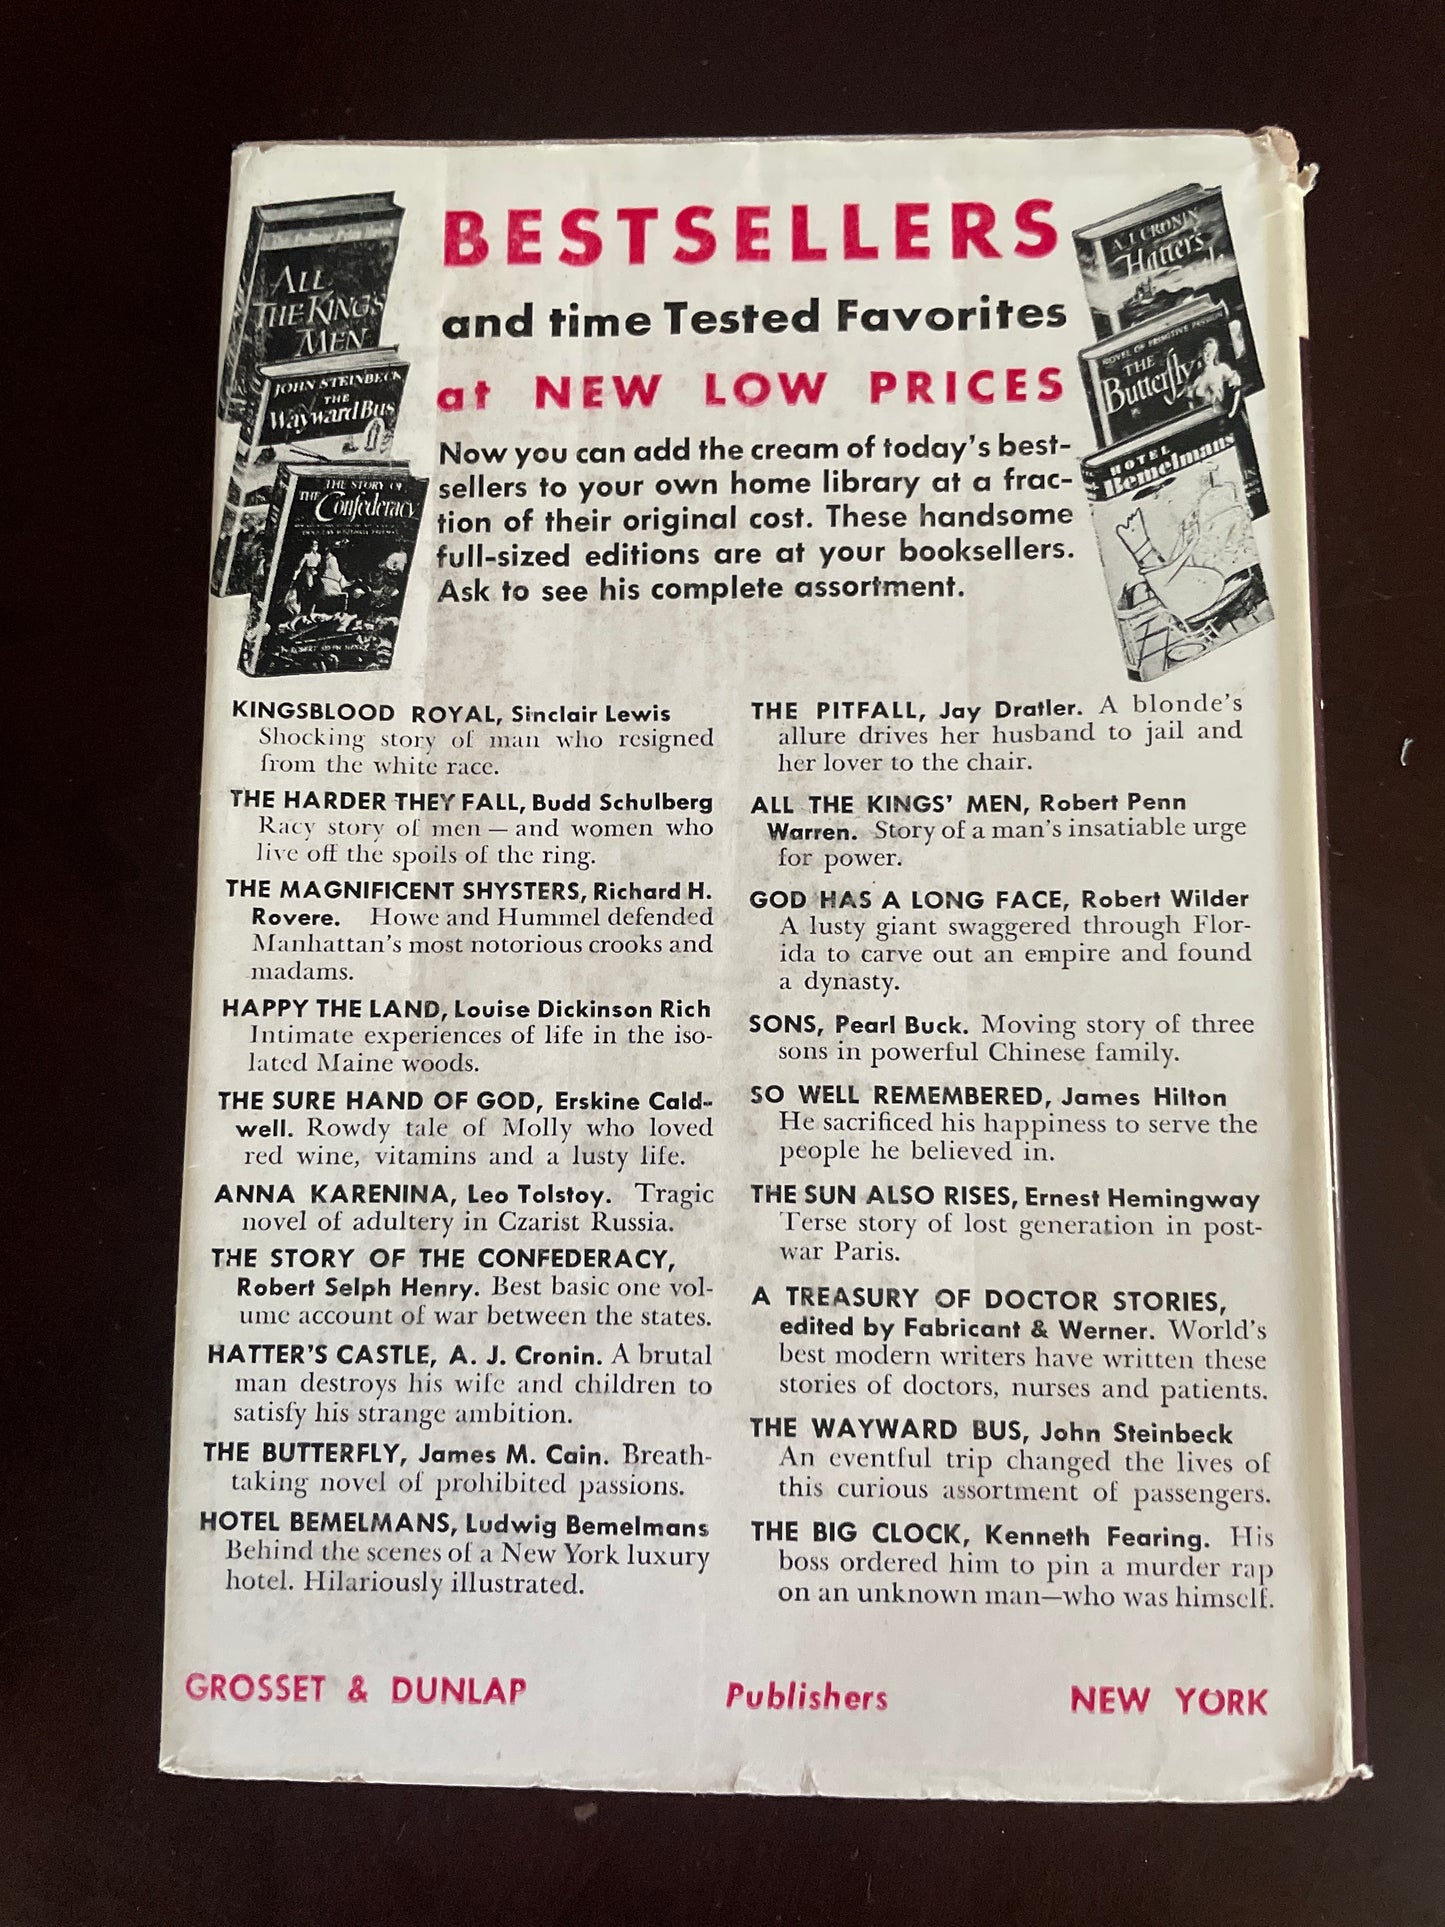 BESTSELLERS
and time Tested Favorites
at NEW LOW PRICES
Now you can add the cream of today's best-
sellers to your own home library at a frac-
tion of their original cost. These handsome
full-sized editions are at your booksellers.
Ask to see his complete assortment.
ALL
THE KING'S
MEN
JOHN STEINBECK
THE
Wayward Bus
THE STORY OF
THE Confederacy
A. J. CRONIN
Hatter's
NOVEL OF PRIMITIVE PASSION
THE
Butterfly
HOTEL
Bemelmans
KINGSBLOOD ROYAL, Sinclair Lewis
Shocking story of man who resigned
from the white race.
THE HARDER THEY FALL, Budd Schulberg
Racy story of men — and women who
live off the spoils of the ring.
THE MAGNIFICENT SHYSTERS, Richard H.
Rovere. Howe and Hummel defended
Manhattan's most notorious crooks and
madams.
HAPPY THE LAND, Louise Dickinson Rich
Intimate experiences of life in the iso-
lated Maine woods.
THE SURE HAND OF GOD, Erskine Cald-
well. Rowdy tale of Molly who loved
red wine, vitamins and a lusty life.
ANNA KARENINA, Leo Tolstoy. Tragic
novel of adultery in Czarist Russia.
THE STORY OF THE CONFEDERACY,
Robert Selph Henry. Best basic one vol-
ume account of war between the states.
HATTER'S CASTLE, A. J. Cronin. A brutal
man destroys his wife and children to
satisfy his strange ambition.
THE BUTTERFLY, James M. Cain. Breath-
taking novel of prohibited passions.
HOTEL BEMELMANS, Ludwig Bemelmans
Behind the scenes of a New York luxury
hotel. Hilariously illustrated.
THE PITFALL, Jay Dratler. A blonde's
allure drives her husband to jail and
her lover to the chair.
ALL THE KINGS' MEN, Robert Penn
Warren. Story of a man's insatiable urge
for power.
GOD HAS A LONG FACE, Robert Wilder
A lusty giant swaggered through Flor-
ida to carve out an empire and found
a dynasty.
SONS, Pearl Buck. Moving story of three
sons in powerful Chinese family.
SO WELL REMEMBERED, James Hilton
He sacrificed his happiness to serve the
people he believed in.
THE SUN ALSO RISES, Ernest Hemingway
Terse story of lost generation in post-
war Paris.
A TREASURY OF DOCTOR STORIES,
edited by Fabricant & Werner. World's
best modern writers have written these
stories of doctors, nurses and patients.
THE WAYWARD BUS, John Steinbeck
An eventful trip changed the lives of
this curious assortment of passengers.
THE BIG CLOCK, Kenneth Fearing. His
boss ordered him to pin a murder rap
on an unknown man—who was himself.
GROSSET & DUNLAP Publishers NEW YORK